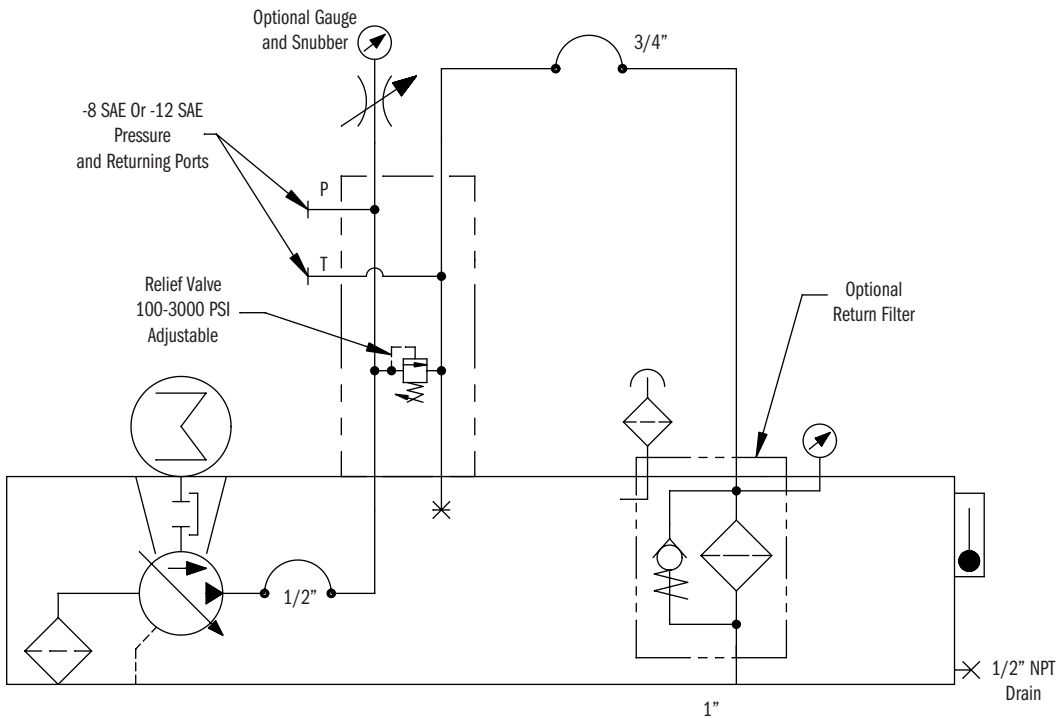 Optional Gauge
and Snubber
3/4”
-8 SAE Or -12 SAE
Pressure
and Returning Ports
P
T
Relief Valve
100-3000 PSI
Adjustable
Optional
Return Filter
1/2”
1/2” NPT
Drain
1”